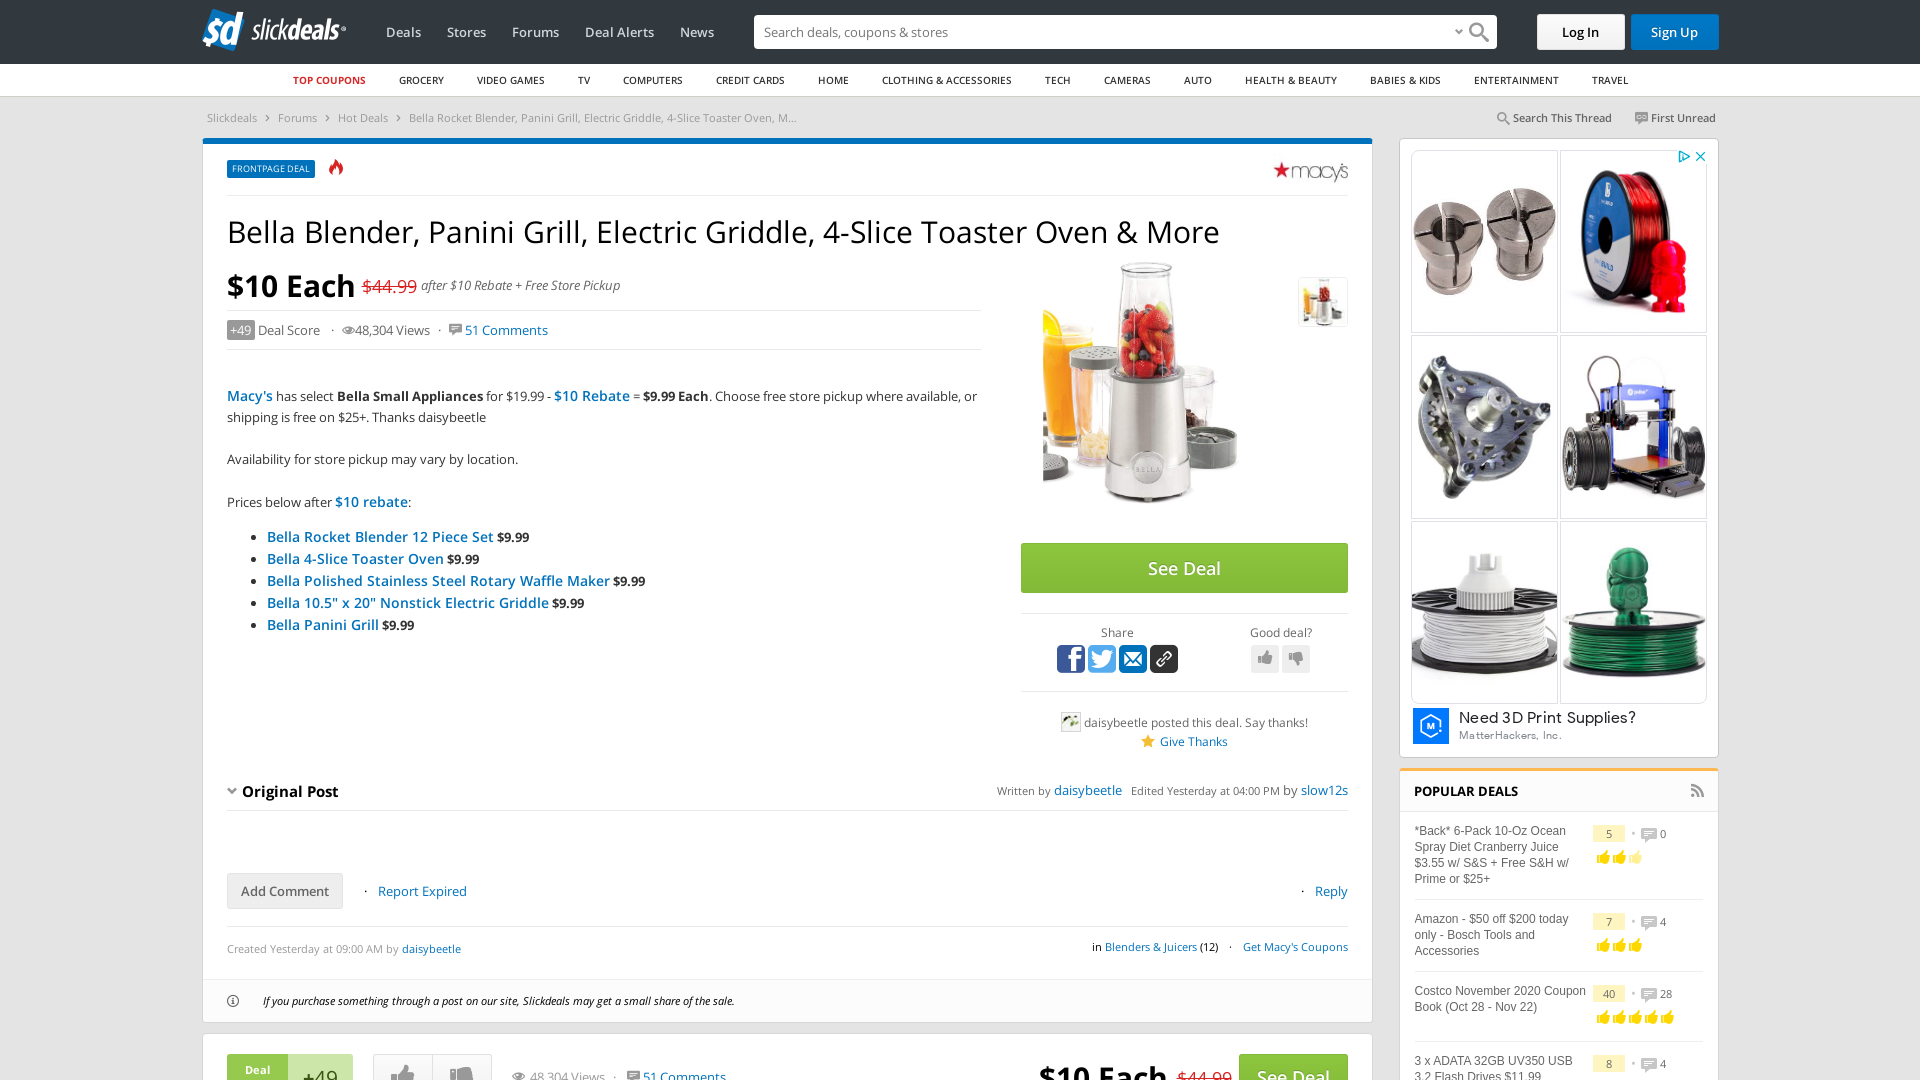 sd slickdeals
Deals Stores Forums Deal Alerts News
Search deals, coupons & stores
Log In Sign Up
TOP COUPONS GROCERY VIDEO GAMES TV COMPUTERS CREDIT CARDS HOME CLOTHING & ACCESSORIES TECH CAMERAS AUTO HEALTH & BEAUTY BABIES & KIDS ENTERTAINMENT TRAVEL
Slickdeals › Forums › Hot Deals › Bella Rocket Blender, Panini Grill, Electric Griddle, 4-Slice Toaster Oven, M...
Search This Thread First Unread
FRONTPAGE DEAL
macy's
Bella Blender, Panini Grill, Electric Griddle, 4-Slice Toaster Oven & More
$10 Each $44.99 after $10 Rebate + Free Store Pickup
+49 Deal Score · 48,304 Views · 51 Comments
Macy's has select Bella Small Appliances for $19.99 - $10 Rebate = $9.99 Each. Choose free store pickup where available, or
shipping is free on $25+. Thanks daisybeetle
Availability for store pickup may vary by location.
Prices below after $10 rebate:
• Bella Rocket Blender 12 Piece Set $9.99
• Bella 4-Slice Toaster Oven $9.99
• Bella Polished Stainless Steel Rotary Waffle Maker $9.99
• Bella 10.5" x 20" Nonstick Electric Griddle $9.99
• Bella Panini Grill $9.99
BELLA
See Deal
Share Good deal?
daisybeetle posted this deal. Say thanks!
Give Thanks
Original Post
Written by daisybeetle Edited Yesterday at 04:00 PM by slow12s
Add Comment · Report Expired · Reply
Created Yesterday at 09:00 AM by daisybeetle
in Blenders & Juicers (12) · Get Macy's Coupons
If you purchase something through a post on our site, Slickdeals may get a small share of the sale.
Deal +49 48,304 Views · 51 Comments $10 Each $44.99 See Deal
Need 3D Print Supplies?
MatterHackers, Inc.
POPULAR DEALS
*Back* 6-Pack 10-Oz Ocean
Spray Diet Cranberry Juice
$3.55 w/ S&S + Free S&H w/
Prime or $25+
5 • 0
Amazon - $50 off $200 today
only - Bosch Tools and
Accessories
7 • 4
Costco November 2020 Coupon
Book (Oct 28 - Nov 22)
40 • 28
3 x ADATA 32GB UV350 USB
3.2 Flash Drives $11.99
8 • 4